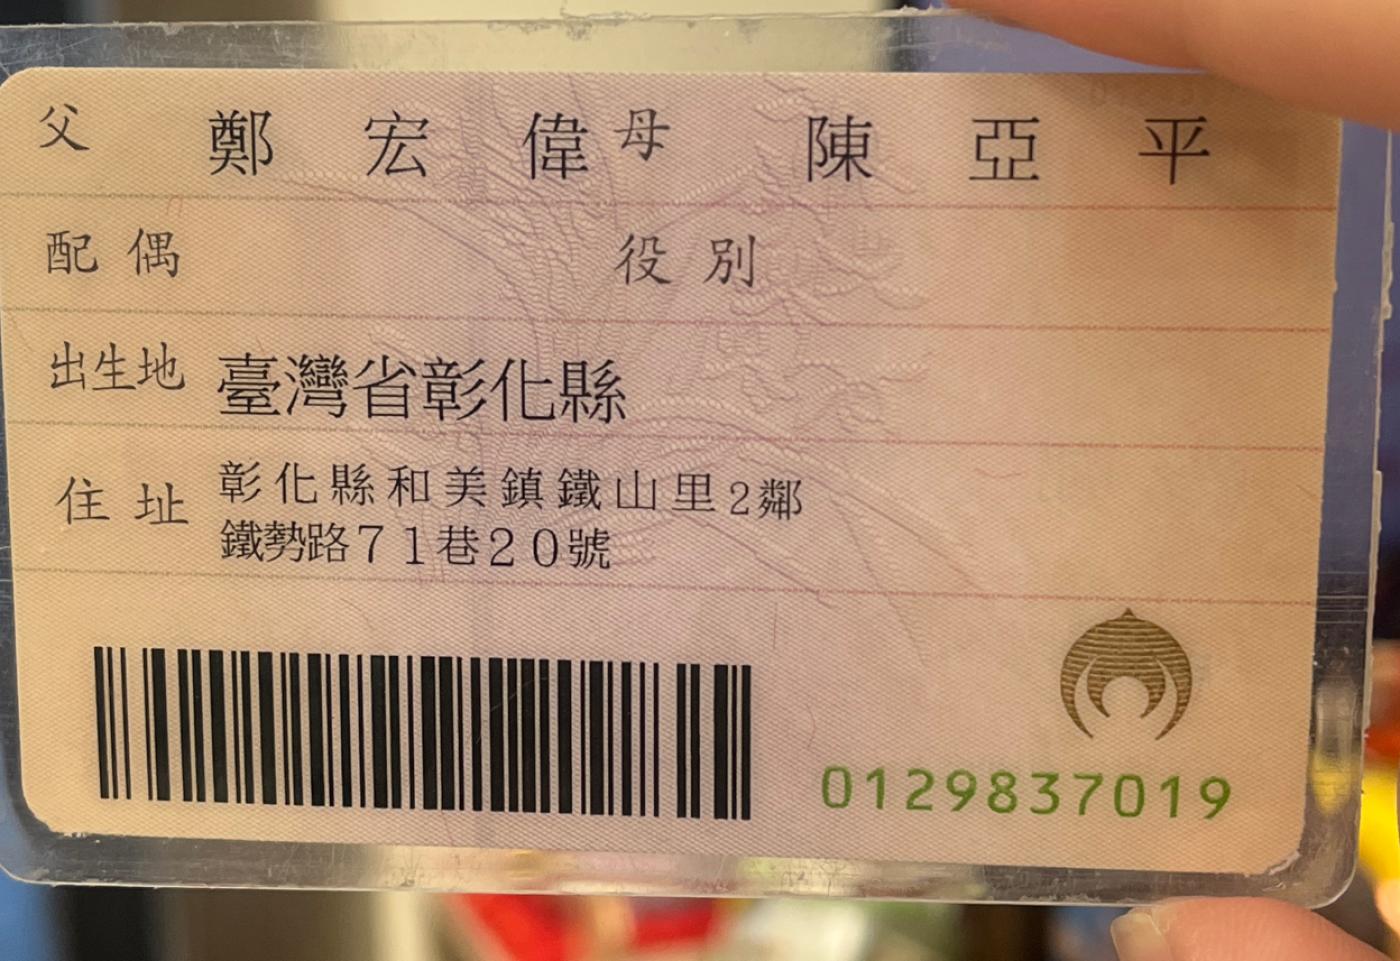 父 鄭宏偉 母 陳亞平
配偶 役別
出生地 臺灣省彰化縣
住址 彰化縣和美鎮鐵山里2鄰
鐵勢路71巷20號
0129837019